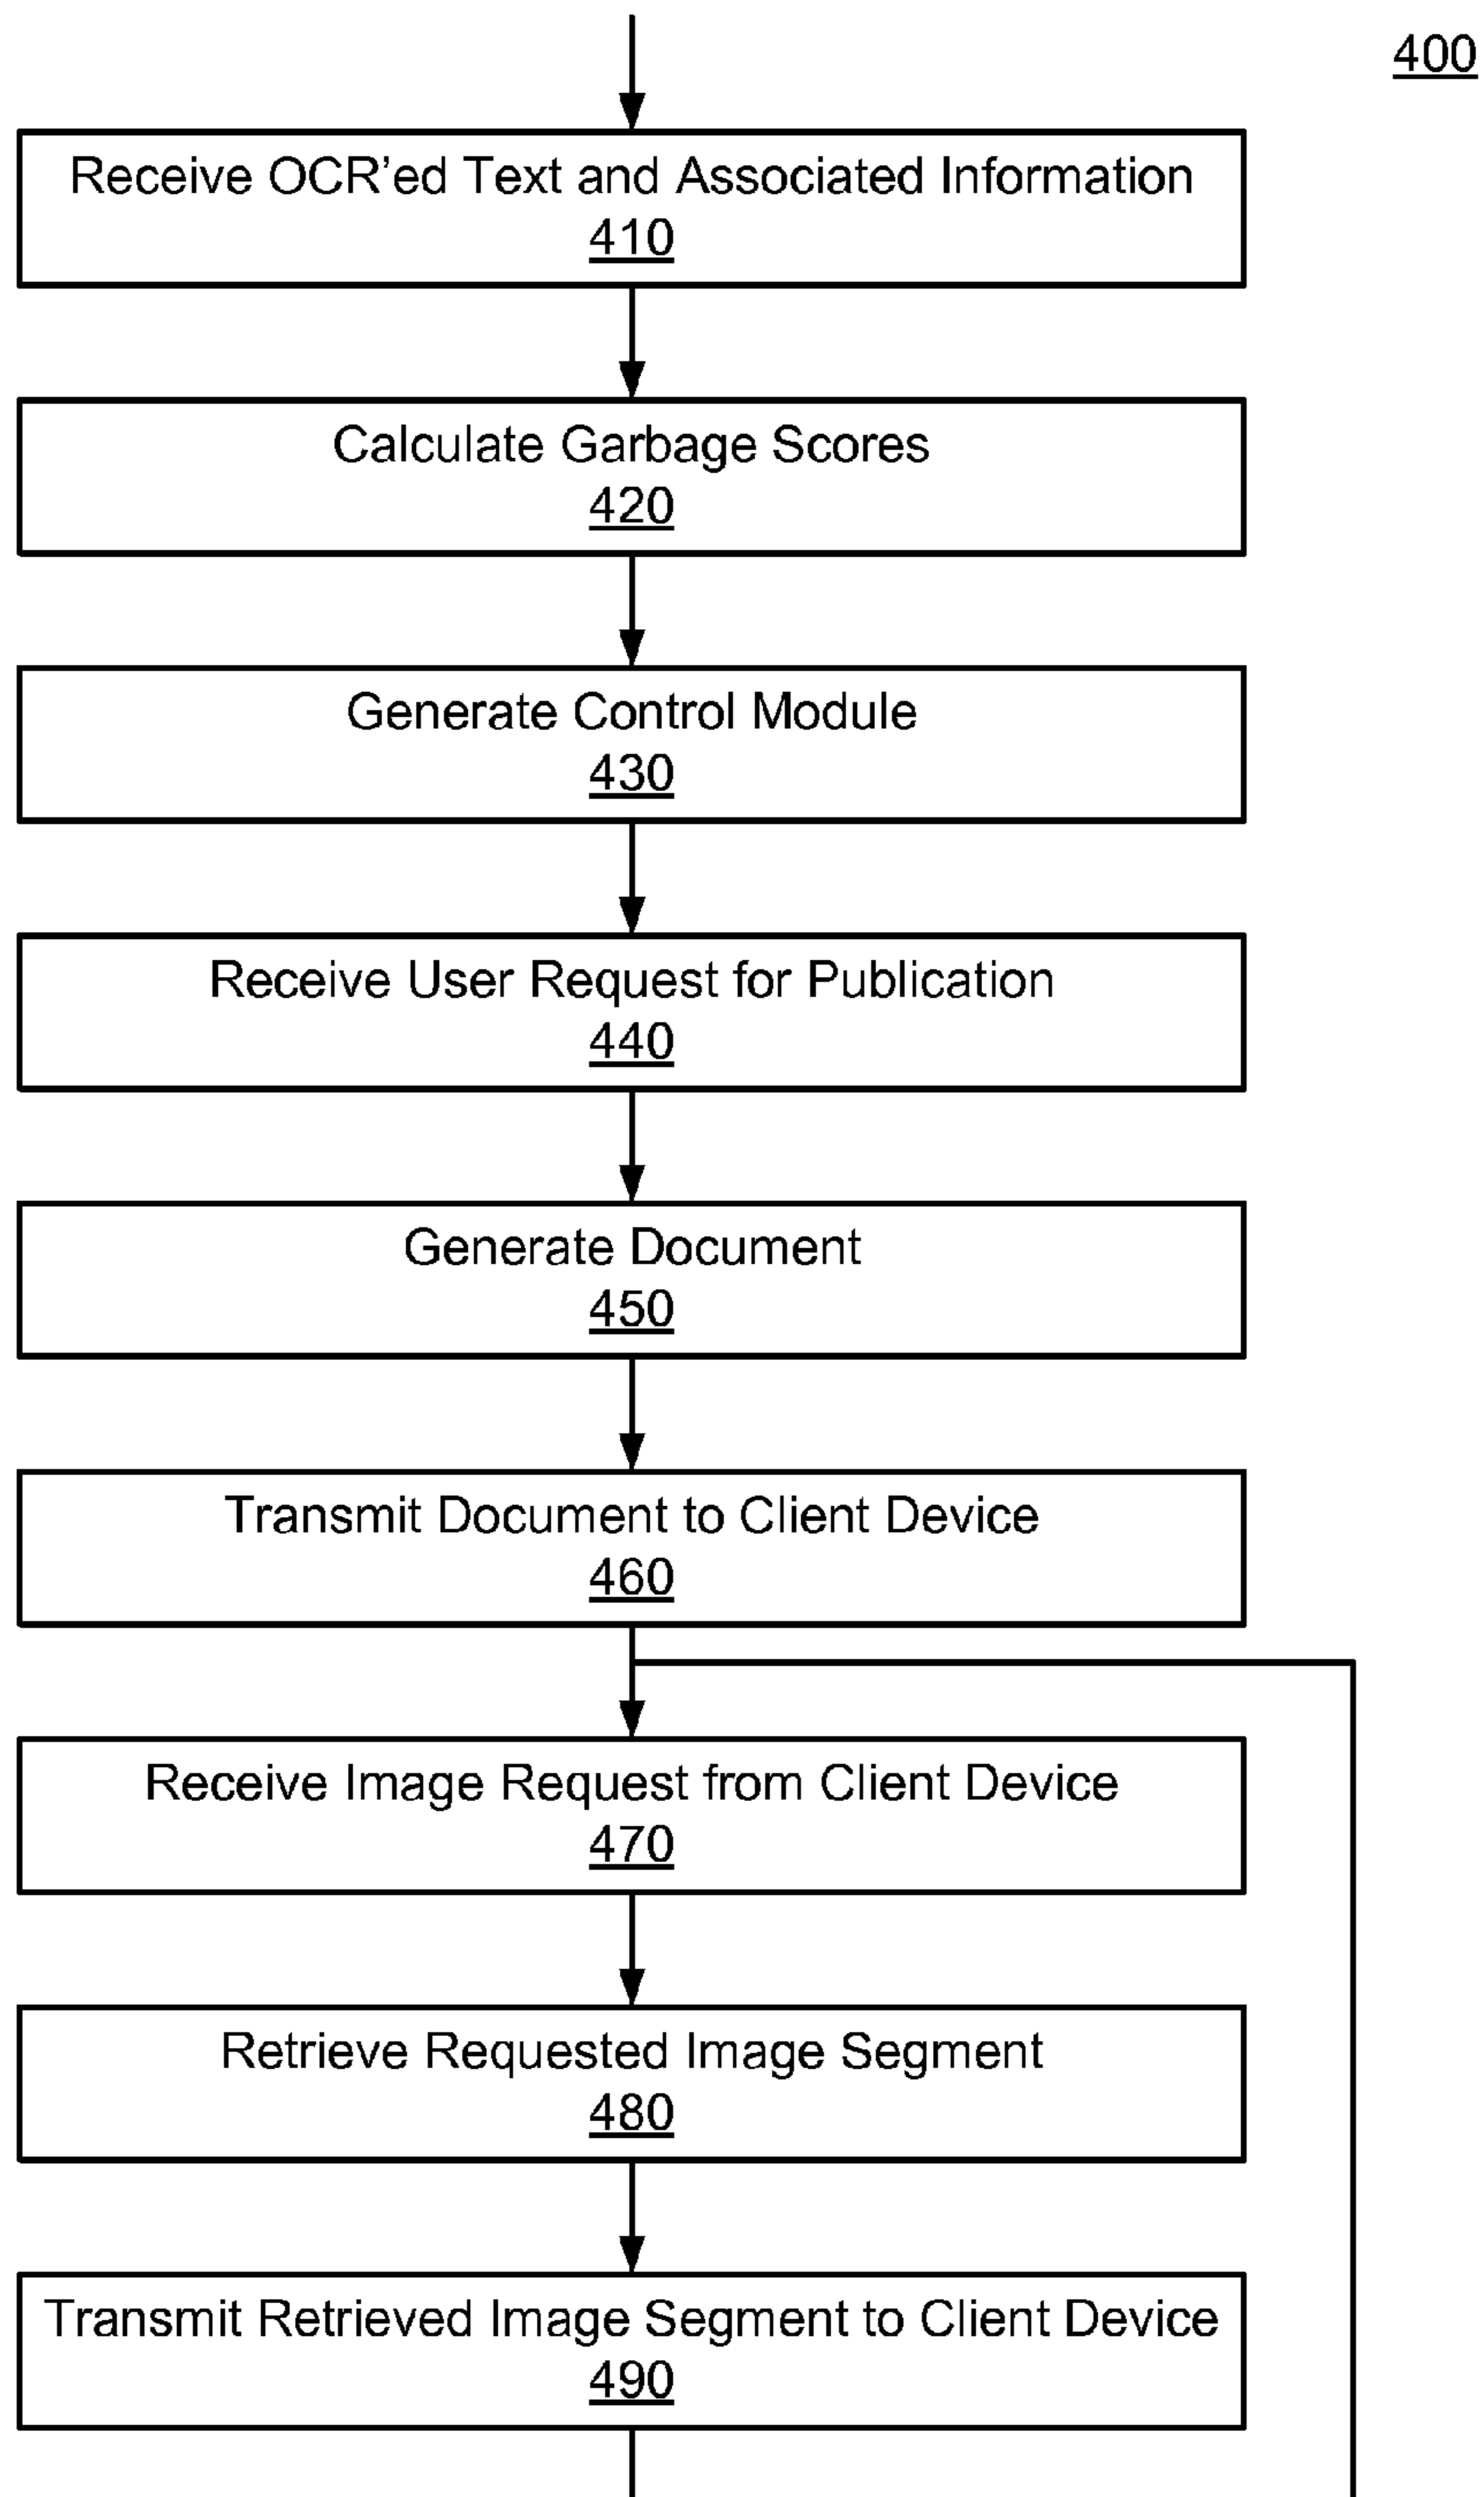 400
Receive OCR'ed Text and Associated Information
410
Calculate Garbage Scores
420
Generate Control Module
430
Receive User Request for Publication
440
Generate Document
450
Transmit Document to Client Device
460
Receive Image Request from Client Device
470
Retrieve Requested Image Segment
480
Transmit Retrieved Image Segment to Client Device
490